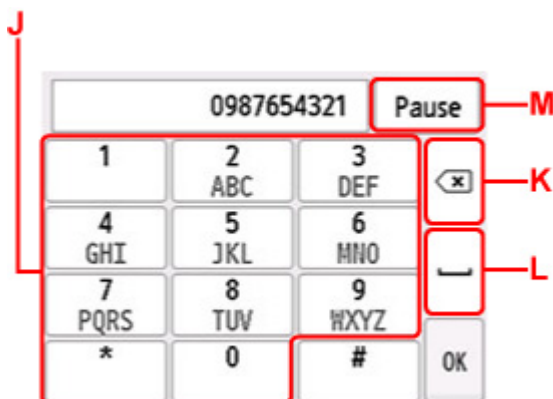 J
0987654321 Pause M
1 2 3
ABC DEF K
4 5 6
GHI JKL MNO
L
7 8 9
PQRS TUV WXYZ
* 0 # OK